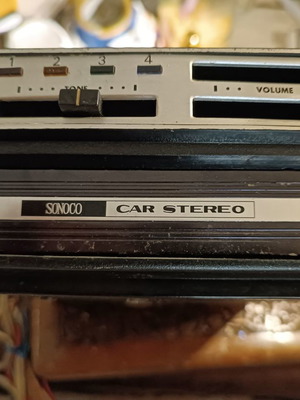 1 2 3 4
TONE VOLUME
SONOCO CAR STEREO